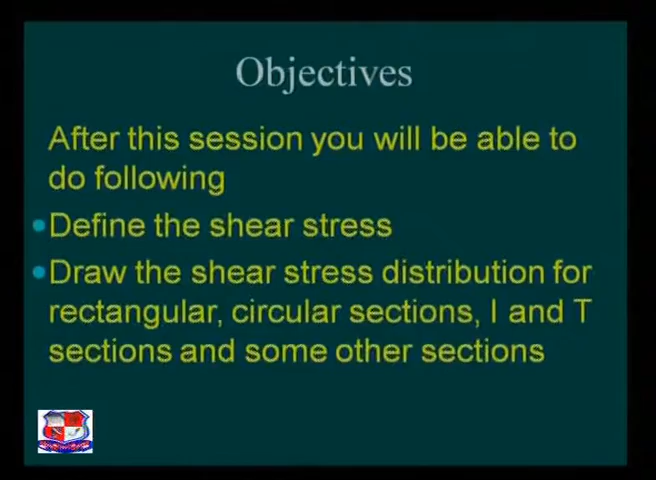 Objectives
After this session you will be able to
do following
Define the shear stress
Draw the shear stress distribution for
rectangular, circular sections, I and T
sections and some other sections